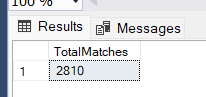 100 %
Results Messages
TotalMatches
1 2810